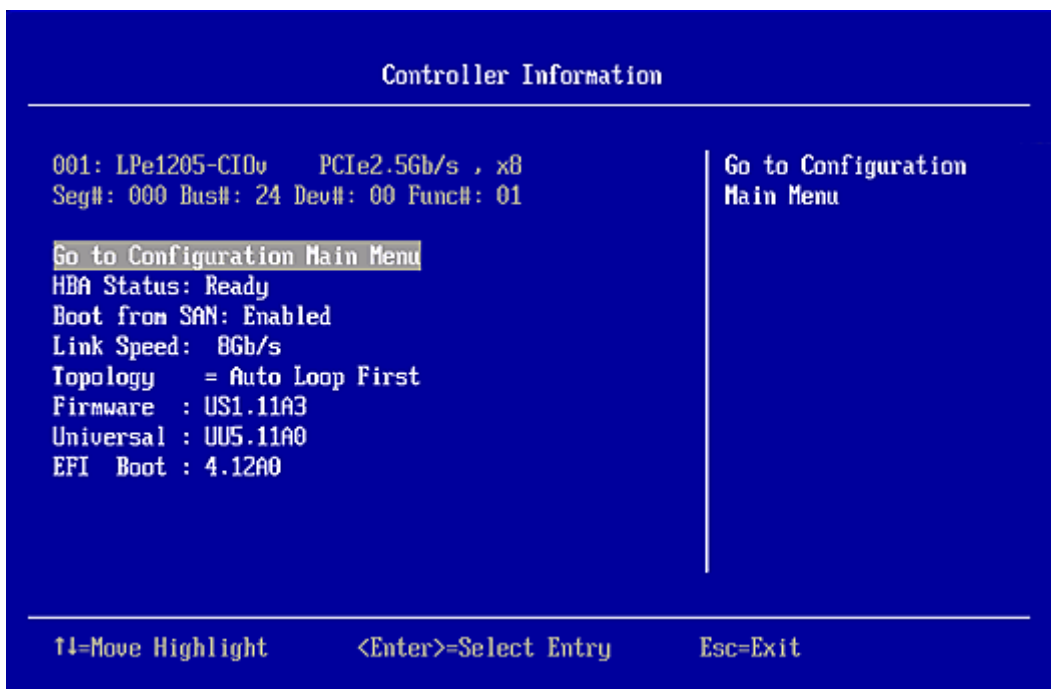 Controller Information
001: LPe1205-CIOv PCIe2.5Gb/s , x8
Seg#: 000 Bus#: 24 Dev#: 00 Func#: 01
Go to Configuration Main Menu
HBA Status: Ready
Boot from SAN: Enabled
Link Speed: 8Gb/s
Topology = Auto Loop First
Firmware : US1.11A3
Universal : UU5.11A0
EFI Boot : 4.12A0
Go to Configuration
Main Menu
↑↓=Move Highlight <Enter>=Select Entry Esc=Exit